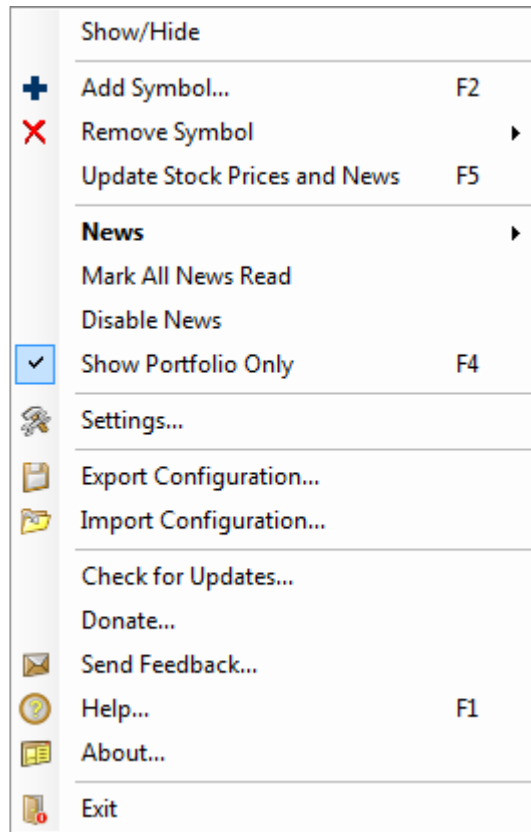 Show/Hide
Add Symbol... F2
Remove Symbol
Update Stock Prices and News F5
News
Mark All News Read
Disable News
Show Portfolio Only F4
Settings...
Export Configuration...
Import Configuration...
Check for Updates...
Donate...
Send Feedback...
Help... F1
About...
Exit